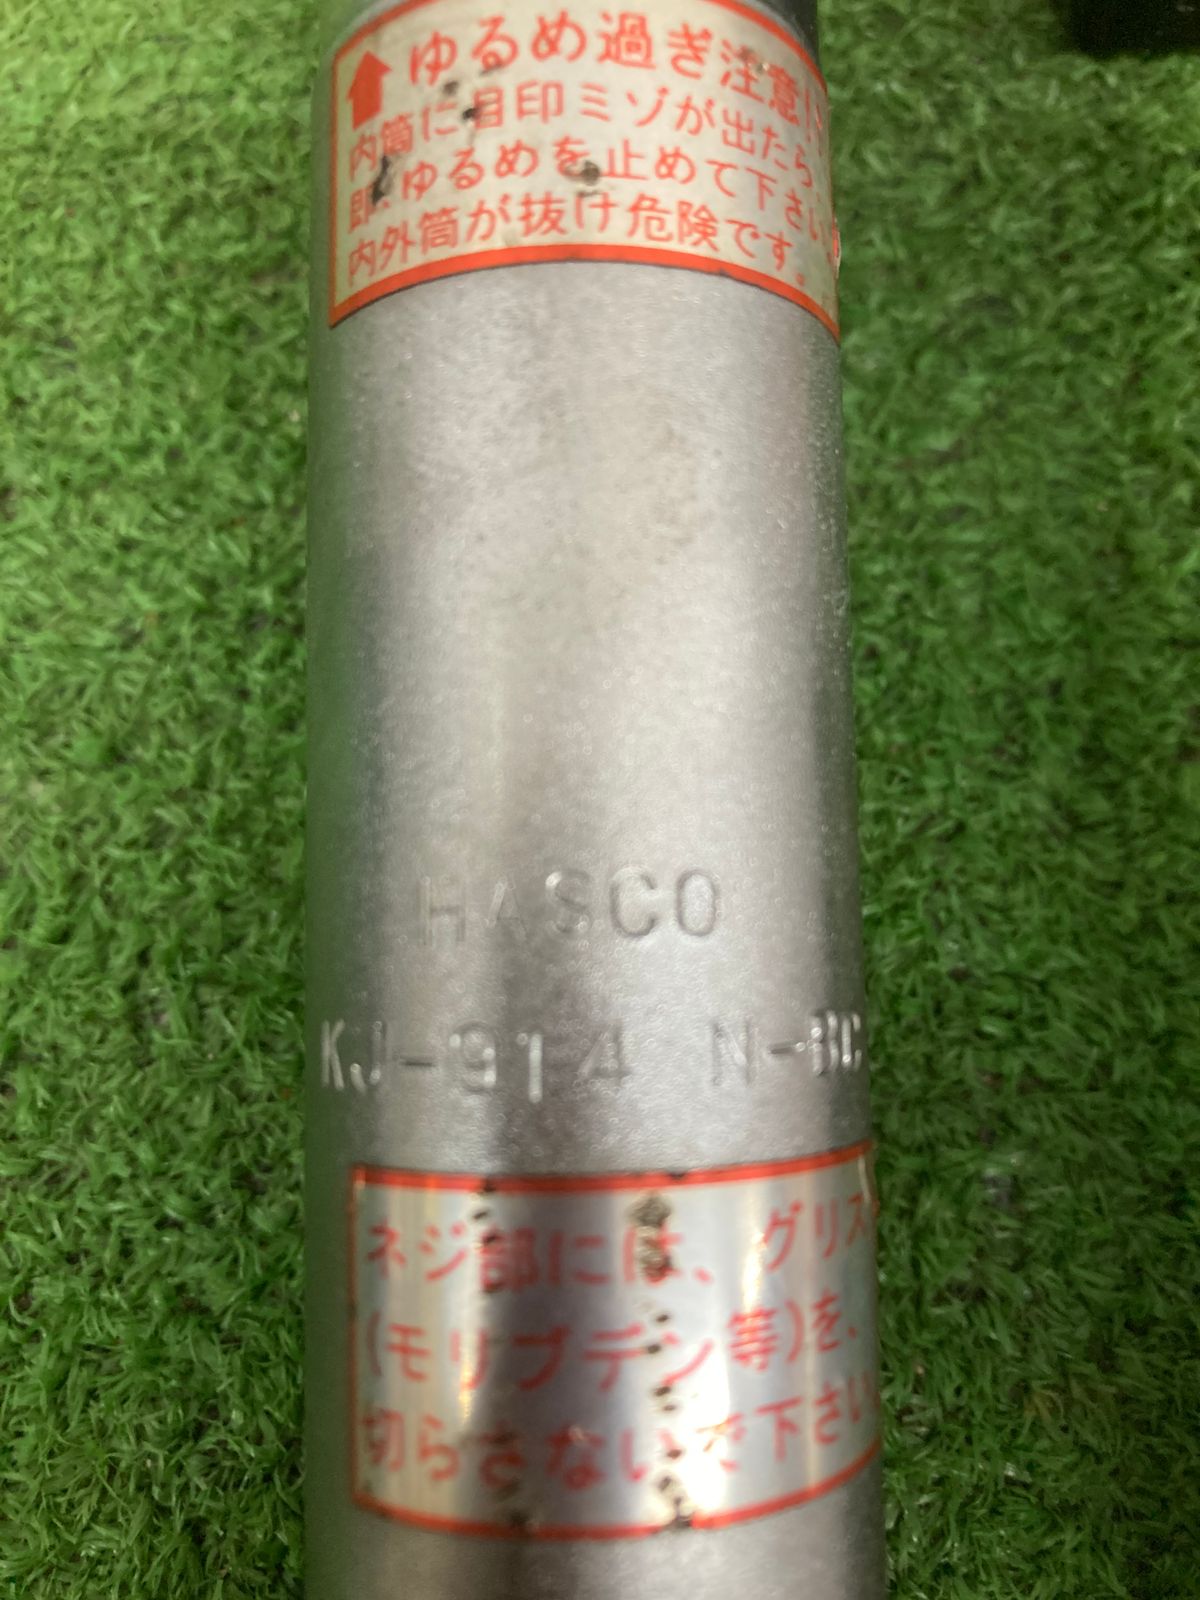 ゆるめ過ぎ注意!!
内筒に目印ミゾが出たら、
即、ゆるめを止めて下さい。
内外筒が抜け危険です。
HASCO
KJ-914 N-BC
ネジ部には、グリス
(モリブデン等)を、
切らさないで下さい